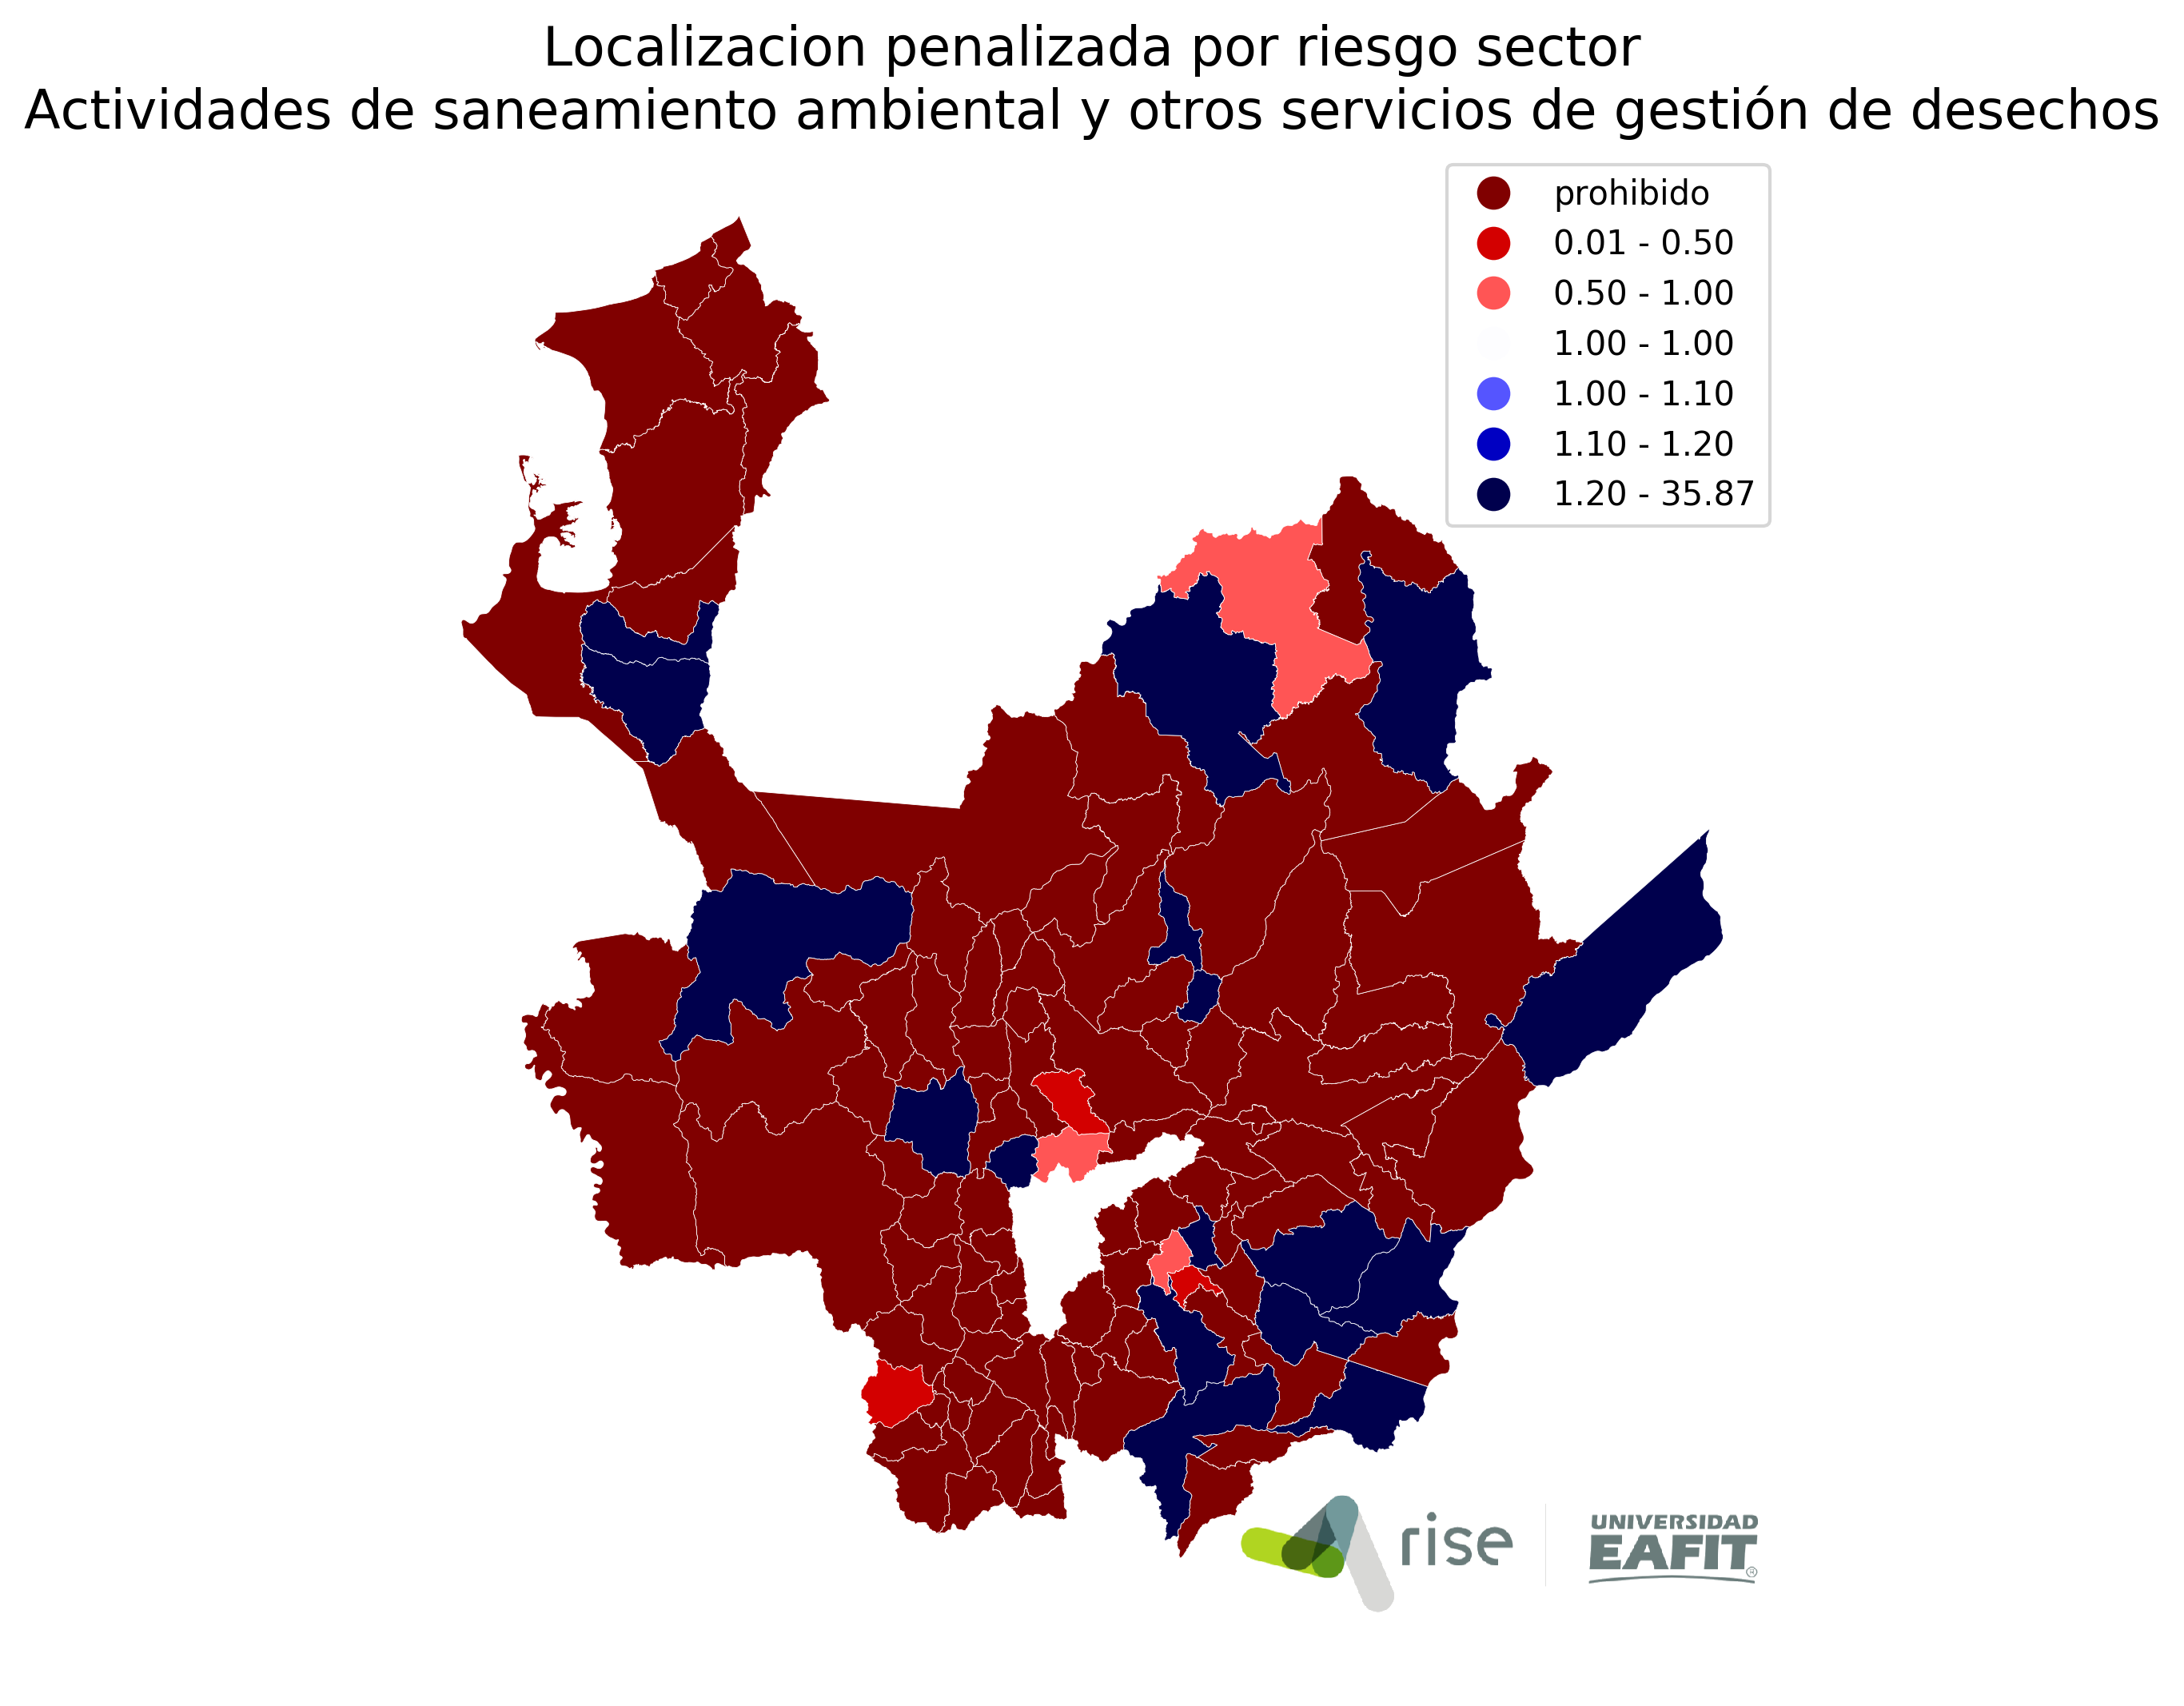 Localizacion penalizada por riesgo sector
Actividades de saneamiento ambiental y otros servicios de gestión de desechos
prohibido
0.01 - 0.50
0.50 - 1.00
1.00 - 1.00
1.00 - 1.10
1.10 - 1.20
1.20 - 35.87
rise
UNIVERSIDAD
EAFIT®